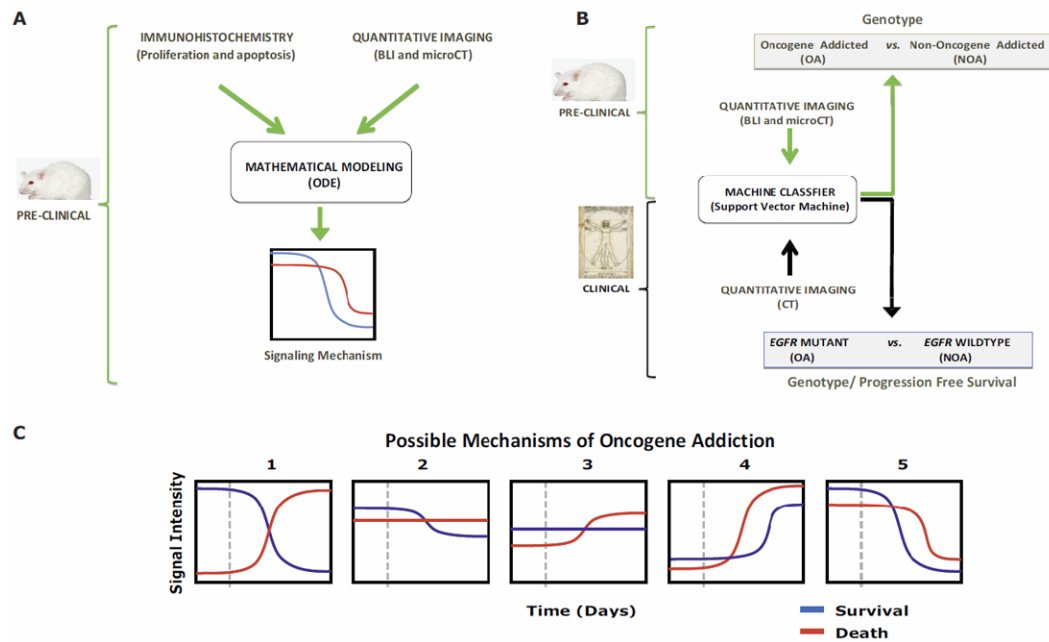 A
IMMUNOHISTOCHEMISTRY
(Proliferation and apoptosis)
QUANTITATIVE IMAGING
(BLI and microCT)
MATHEMATICAL MODELING
(ODE)
PRE-CLINICAL
Signaling Mechanism
B
Genotype
Oncogene Addicted vs. Non-Oncogene Addicted
(OA) (NOA)
PRE-CLINICAL
QUANTITATIVE IMAGING
(BLI and microCT)
MACHINE CLASSFIER
(Support Vector Machine)
CLINICAL
QUANTITATIVE IMAGING
(CT)
EGFR MUTANT vs. EGFR WILDTYPE
(OA) (NOA)
Genotype/ Progression Free Survival
C
Possible Mechanisms of Oncogene Addiction
1 2 3 4 5
Signal Intensity
Time (Days)
Survival
Death